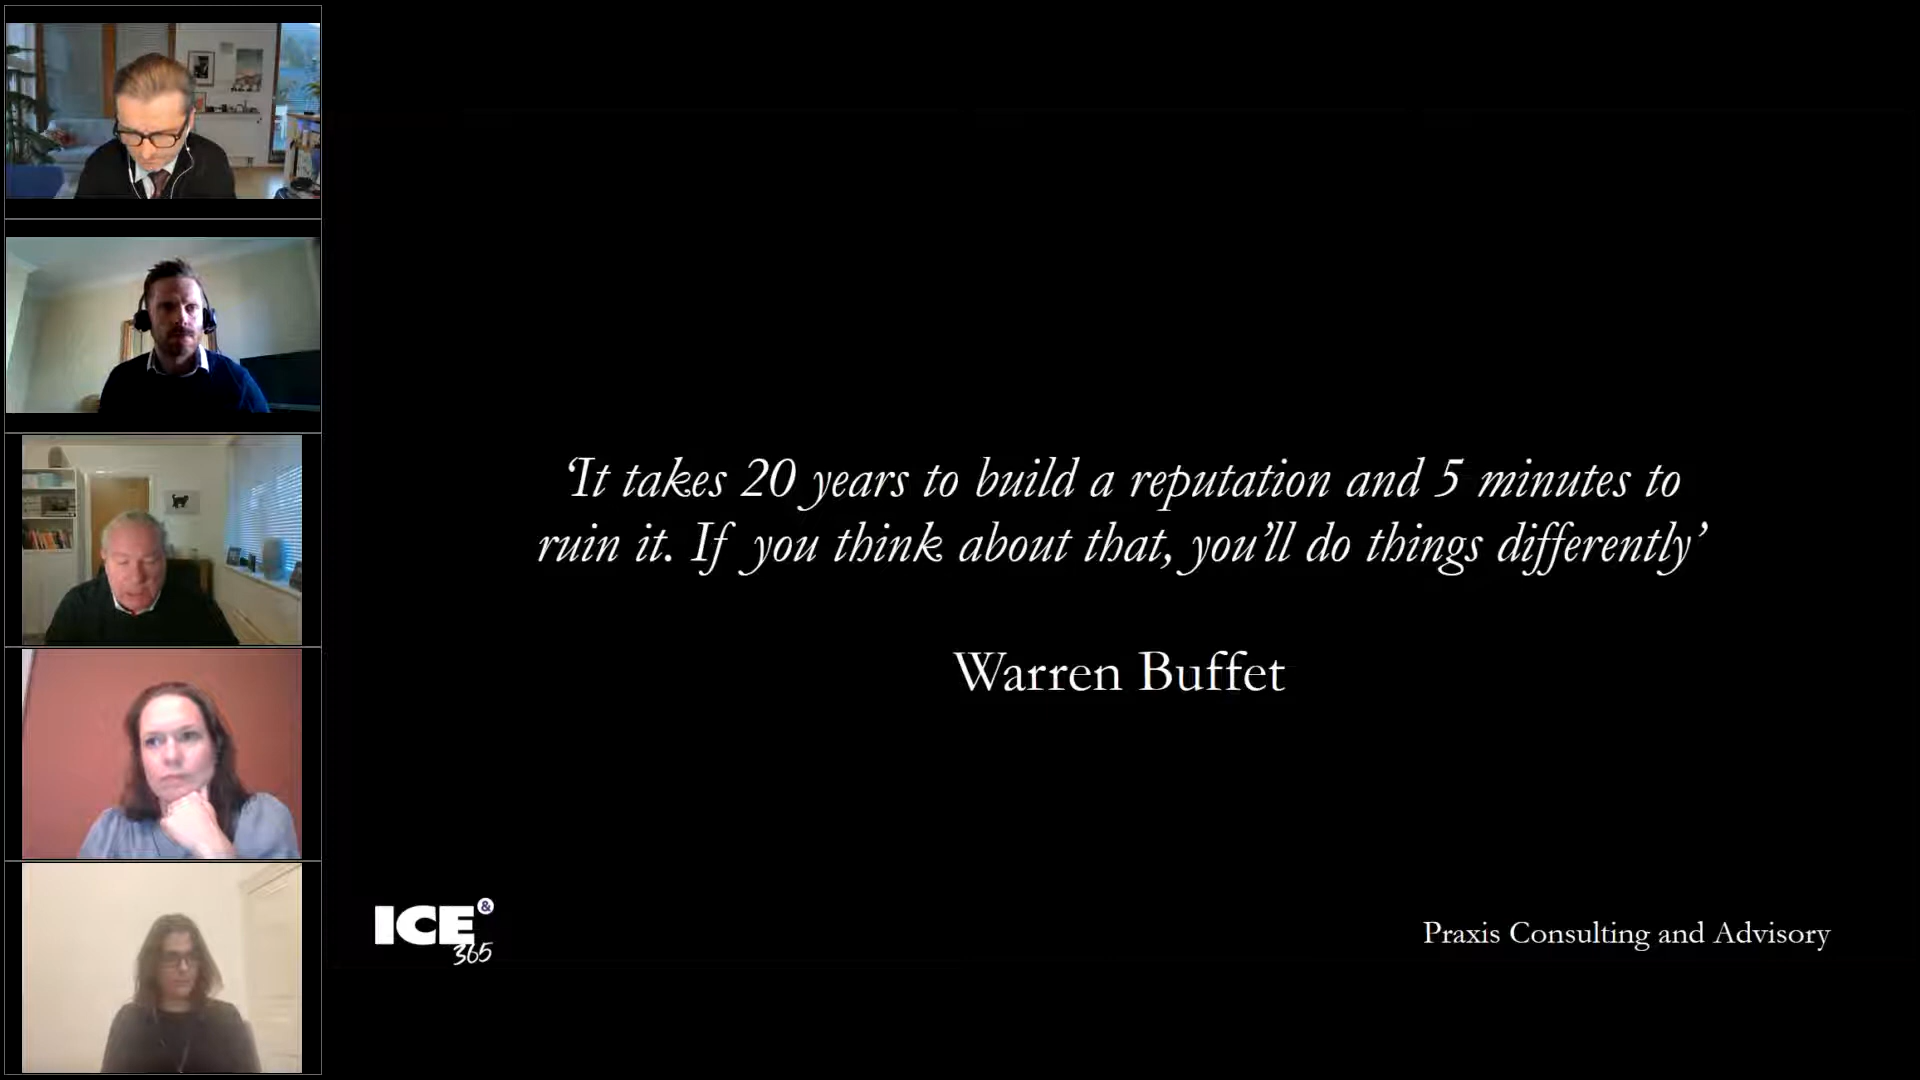 ‘It takes 20 years to build a reputation and 5 minutes to
ruin it. If you think about that, you’ll do things differently’
Warren Buffet
ICE &
365
Praxis Consulting and Advisory